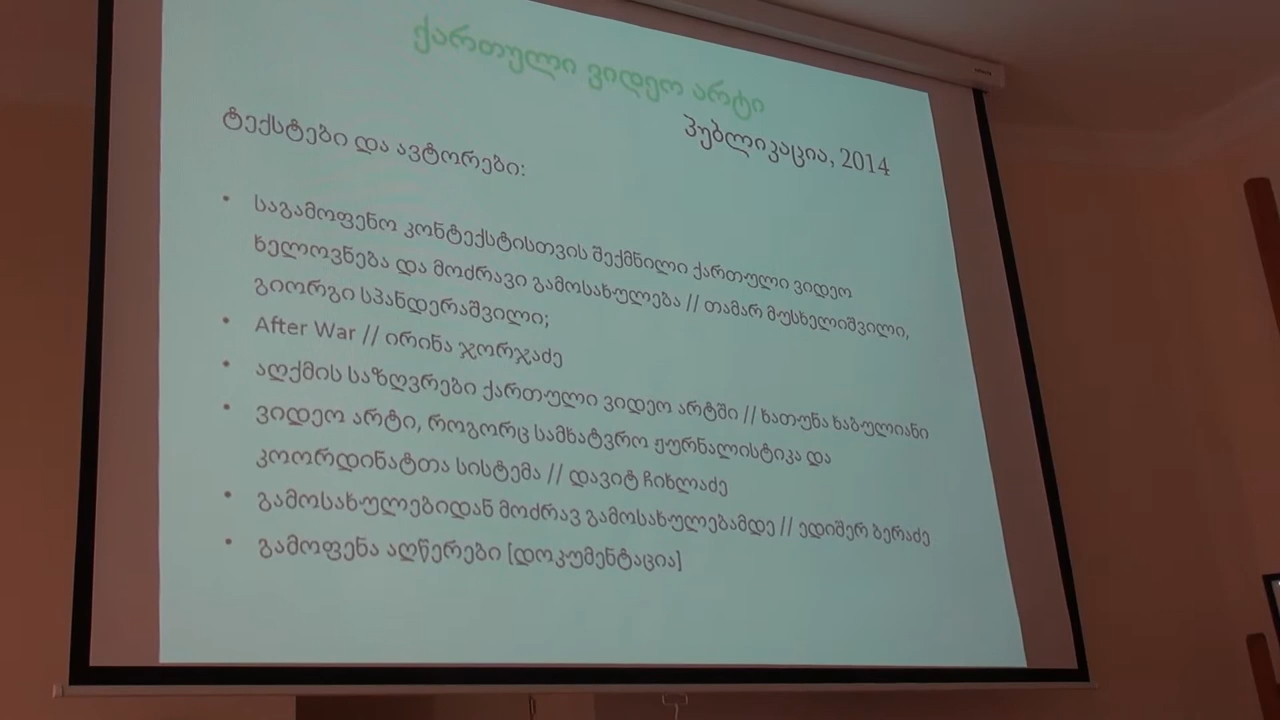 ქართული ვიდეო არტი
პუბლიკაცია, 2014
ტექსტები და ავტორები:
• საგამოფენო კონტექსტისთვის შექმნილი ქართული ვიდეო
ხელოვნება და მოძრავი გამოსახულება // თამარ მუსხელიშვილი,
გიორგი სპანდერაშვილი;
• After War // ირინა ჯორჯაძე
• აღქმის საზღვრები ქართული ვიდეო არტში // ხათუნა ხაბულიანი
• ვიდეო არტი, როგორც სამხატვრო ჟურნალისტიკა და
კოორდინატთა სისტემა // დავიტ ჩიხლაძე
• გამოსახულებიდან მოძრავ გამოსახულებამდე // ედიშერ ბერაძე
• გამოფენა აღწერები [დოკუმენტაცია]